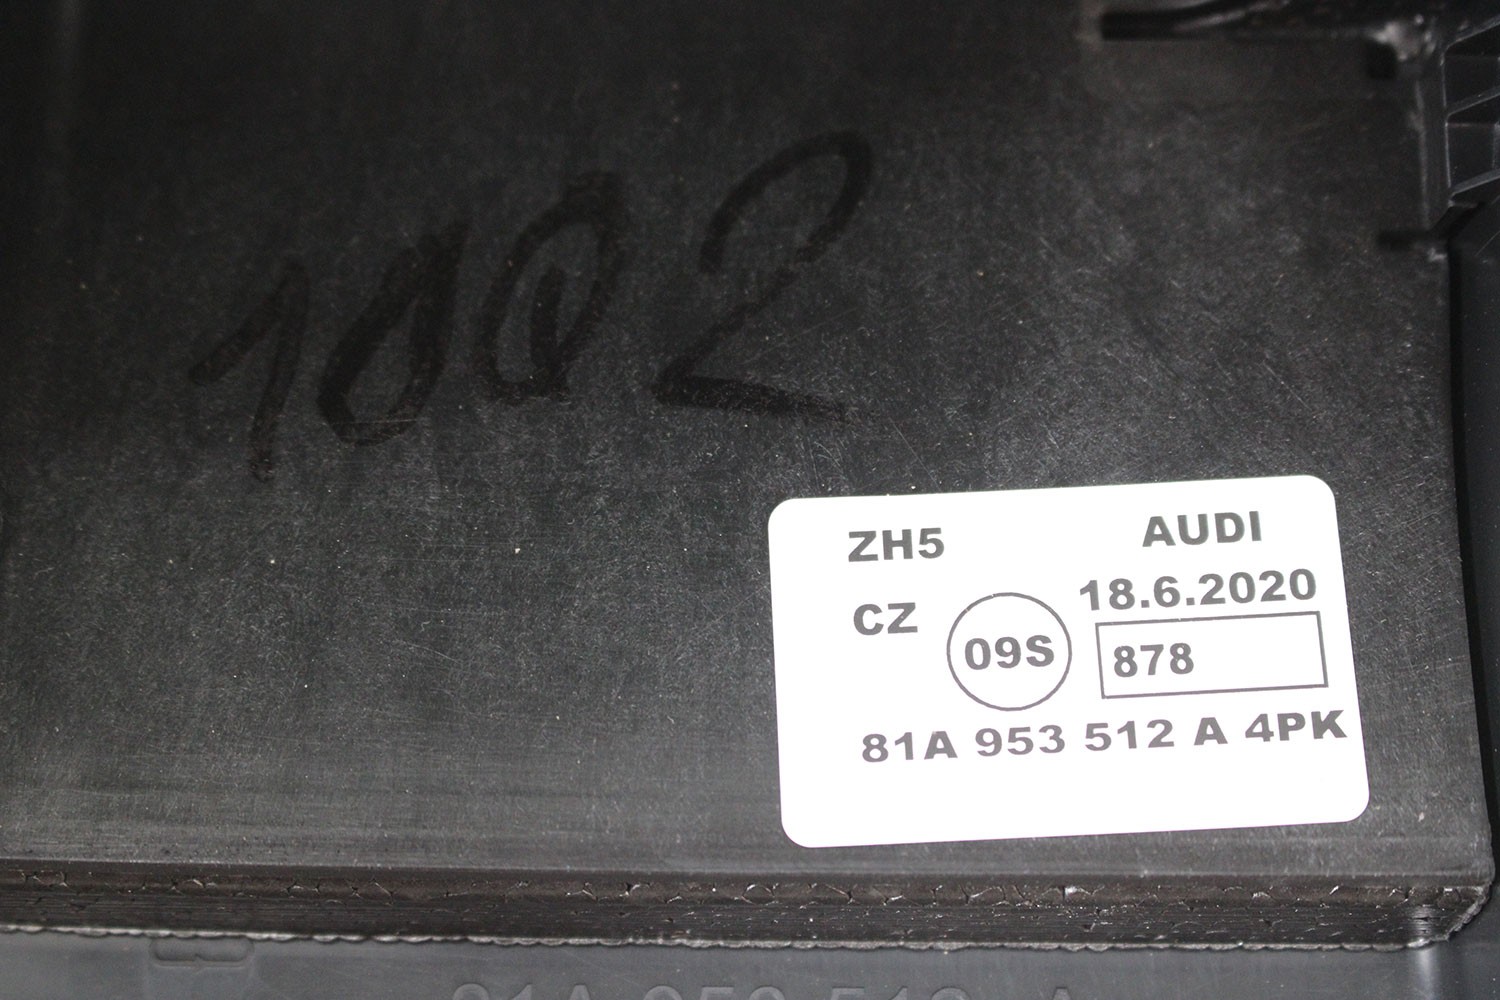 1002
ZH5 AUDI
CZ 09S 18.6.2020
878
81A 953 512 A 4PK